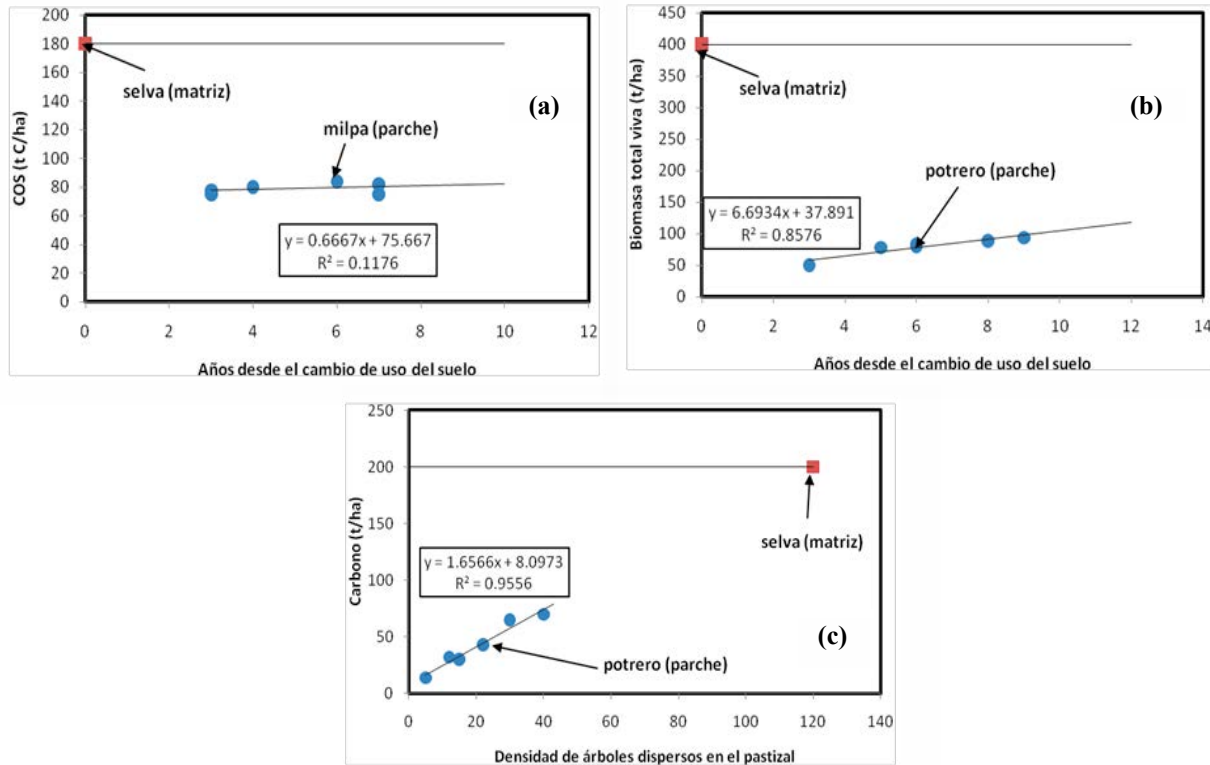 200
180
160
140
120
100
80
60
40
20
0
COS (t C/ha)
selva (matriz)
milpa (parche)
(a)
y = 0.6667x + 75.667
R² = 0.1176
0 2 4 6 8 10 12
Años desde el cambio de uso del suelo
450
400
350
300
250
200
150
100
50
0
Biomasa total viva (t/ha)
selva (matriz)
(b)
potrero (parche)
y = 6.6934x + 37.891
R² = 0.8576
0 2 4 6 8 10 12 14
Años desde el cambio de uso del suelo
250
200
150
100
50
0
Carbono (t/ha)
selva (matriz)
y = 1.6566x + 8.0973
R² = 0.9556
(c)
potrero (parche)
0 20 40 60 80 100 120 140
Densidad de árboles dispersos en el pastizal